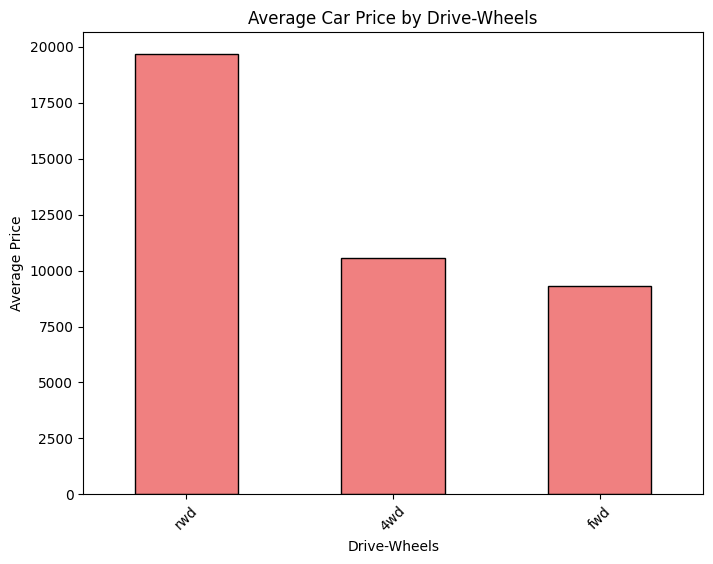 Average Car Price by Drive-Wheels
20000
17500
15000
12500
10000
7500
5000
2500
0
Average Price
rwd
4wd
fwd
Drive-Wheels